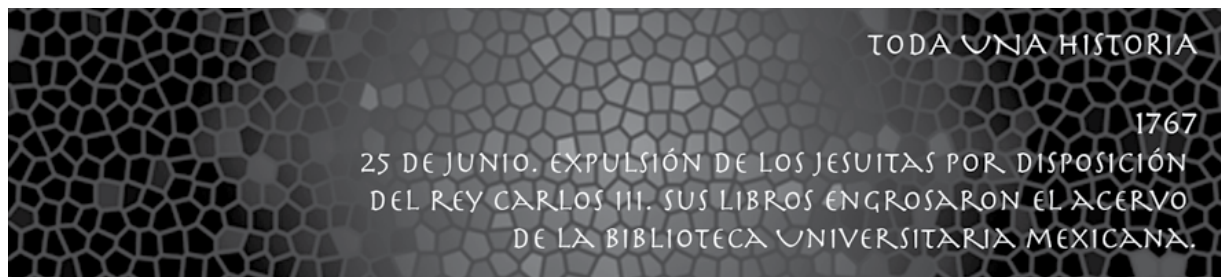 TODA UNA HISTORIA
1767
25 DE JUNIO. EXPULSIÓN DE LOS JESUITAS POR DISPOSICIÓN
DEL REY CARLOS III. SUS LIBROS ENGROSARON EL ACERVO
DE LA BIBLIOTECA UNIVERSITARIA MEXICANA.